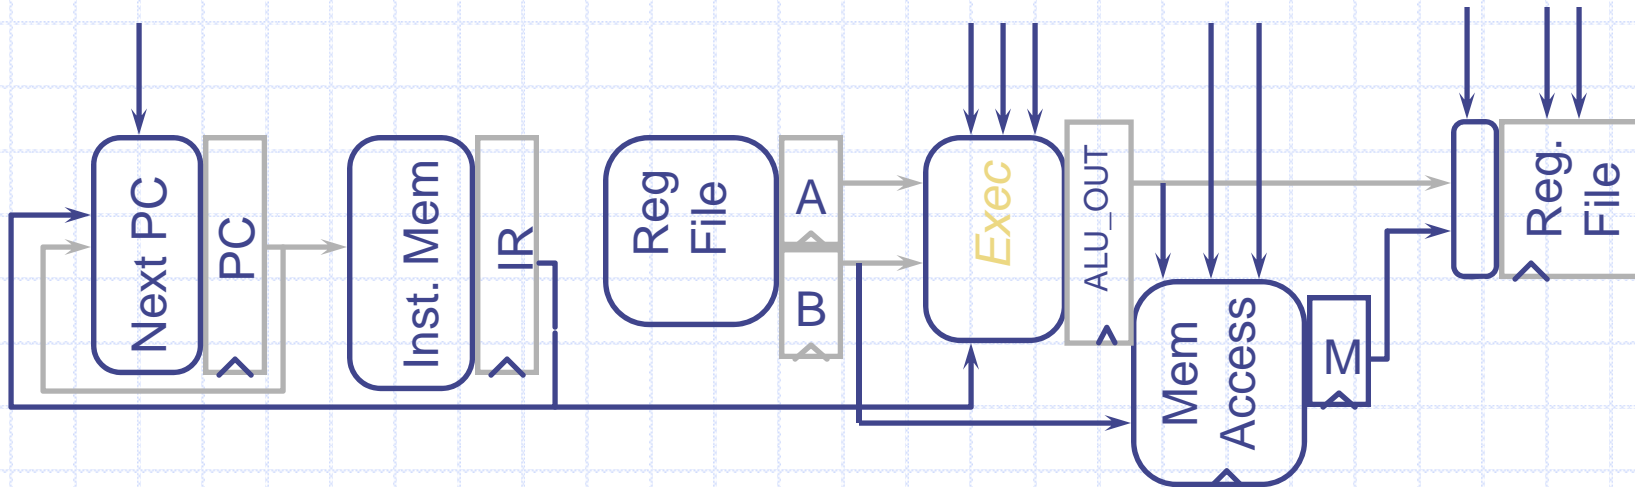 Next PC
PC
Inst. Mem
IR
Reg
File
A
B
Exec
ALU_OUT
Mem
Access
M
Reg.
File